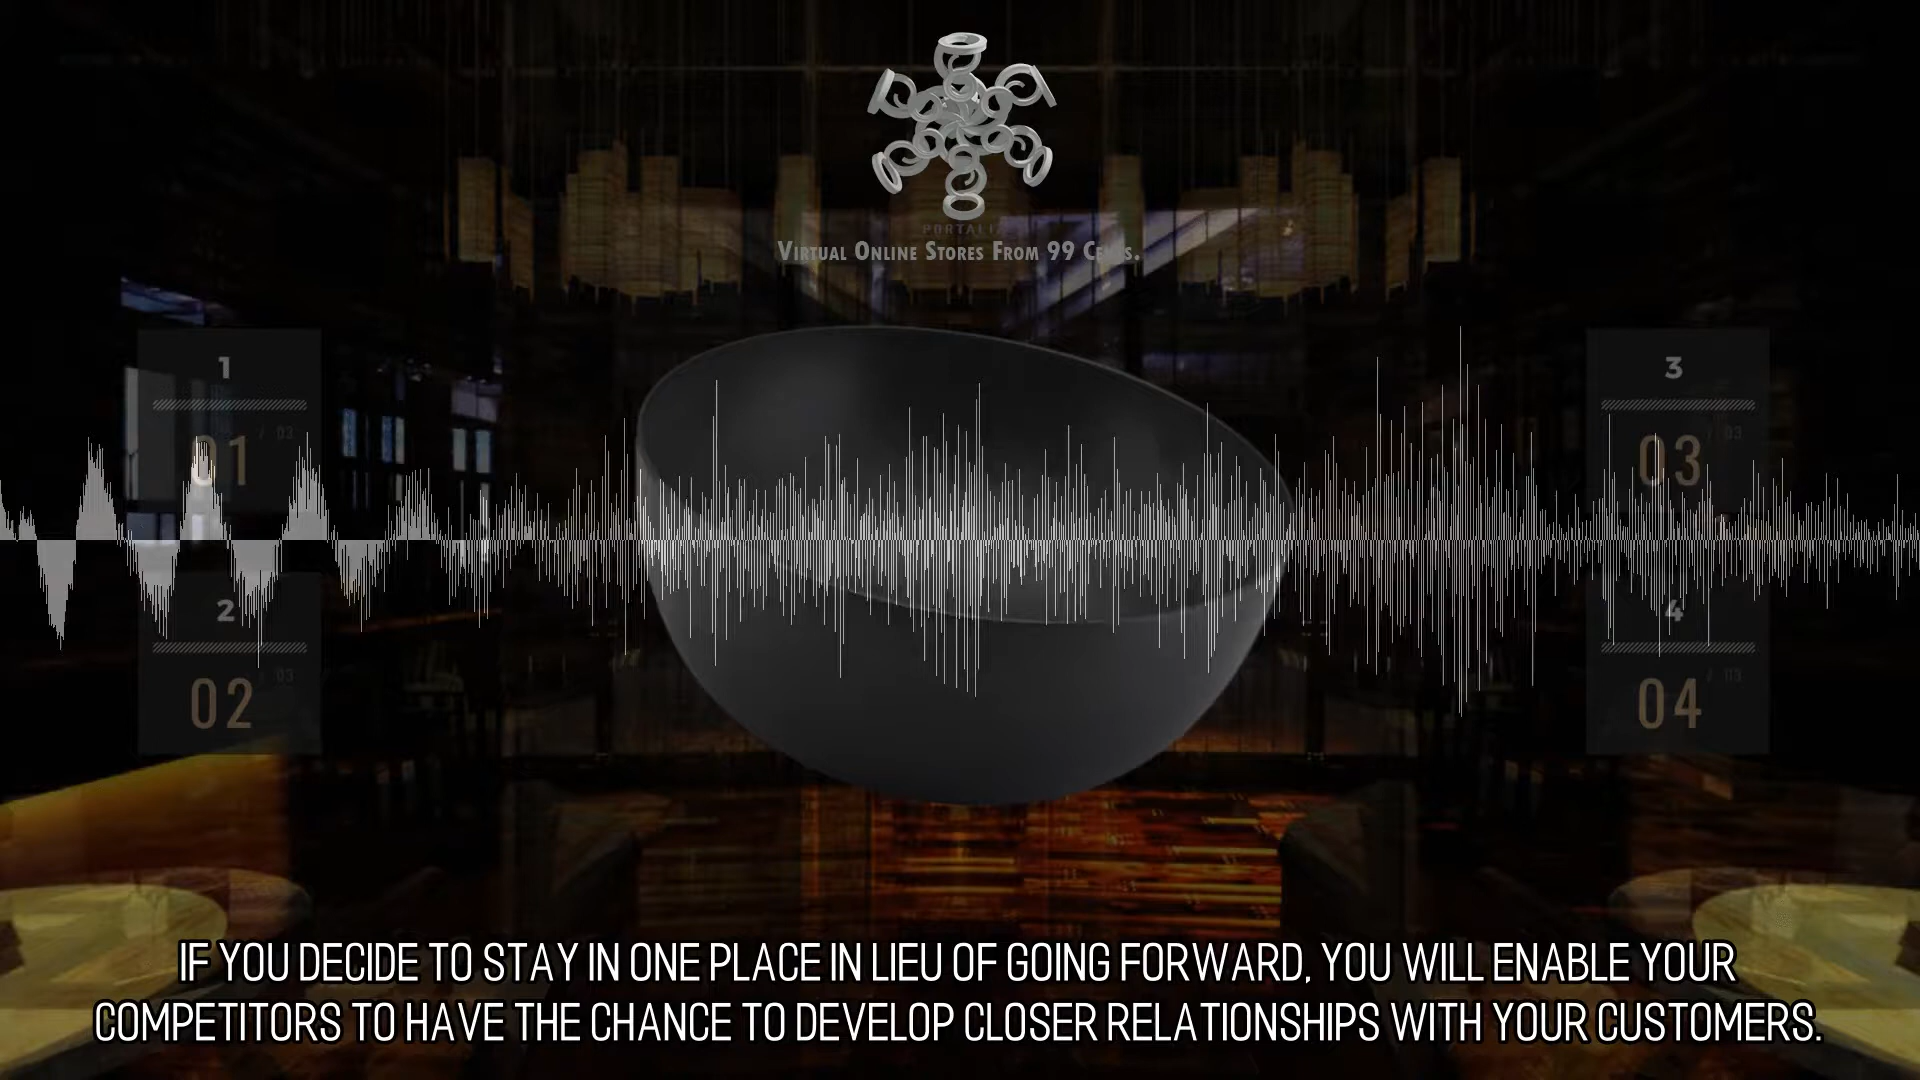 PORTALIA
Virtual Online Stores From 99 Cents.
1
01 / 03
2
02 / 03
3
03 / 03
4
04 / 03
IF YOU DECIDE TO STAY IN ONE PLACE IN LIEU OF GOING FORWARD, YOU WILL ENABLE YOUR
COMPETITORS TO HAVE THE CHANCE TO DEVELOP CLOSER RELATIONSHIPS WITH YOUR CUSTOMERS.